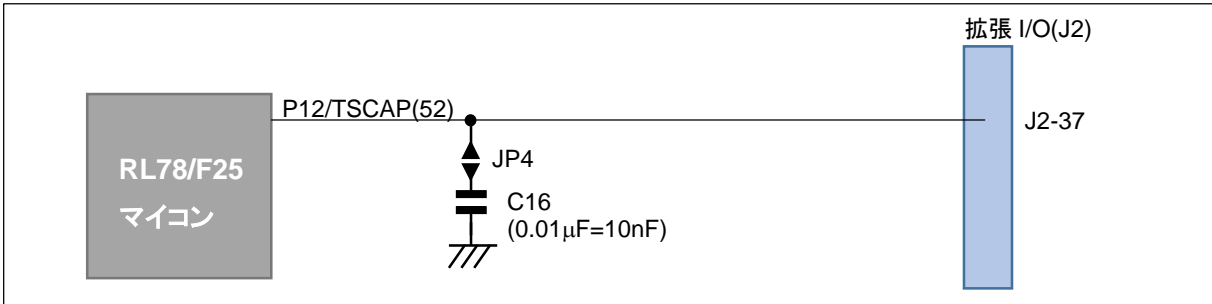 拡張 I/O(J2)
P12/TSCAP(52)
J2-37
RL78/F25
マイコン
JP4
C16
(0.01μF=10nF)